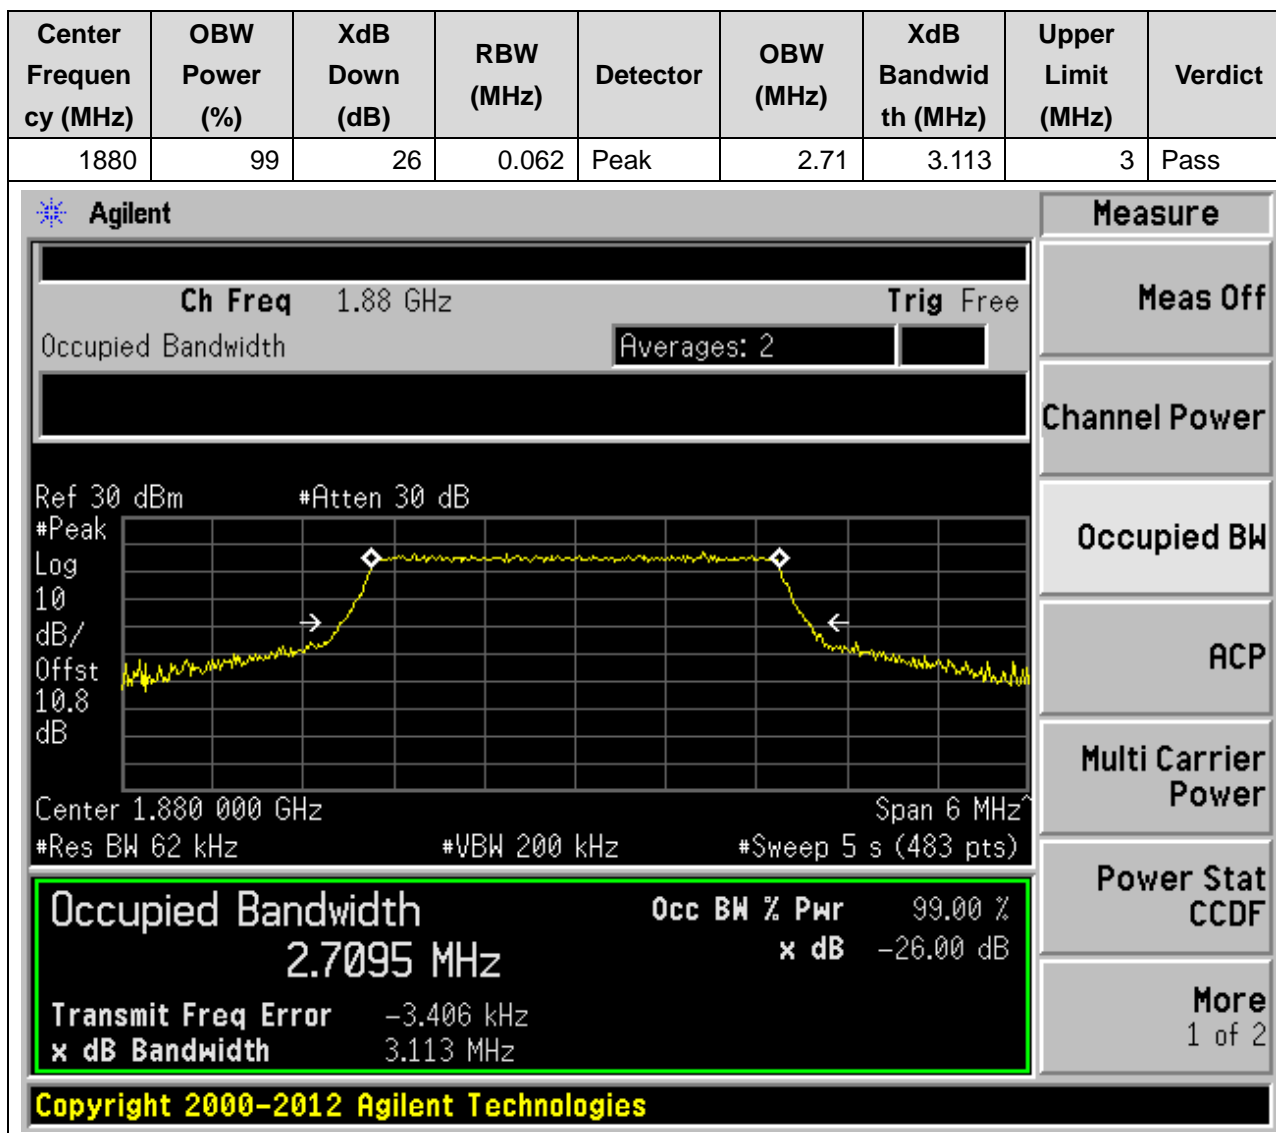 Center Frequen cy (MHz) OBW Power (%) XdB Down (dB) RBW (MHz) Detector OBW (MHz) XdB Bandwid th (MHz) Upper Limit (MHz) Verdict
1880 99 26 0.062 Peak 2.71 3.113 3 Pass
Agilent
Measure
Ch Freq 1.88 GHz Trig Free
Meas Off
Occupied Bandwidth Averages: 2
Channel Power
Ref 30 dBm #Atten 30 dB
#Peak
Log
10
dB/
Offst
10.8
dB
Occupied BW
ACP
Multi Carrier
Power
Center 1.880 000 GHz Span 6 MHz^
#Res BW 62 kHz #VBW 200 kHz #Sweep 5 s (483 pts)
Power Stat
CCDF
Occupied Bandwidth Occ BW % Pwr 99.00 %
2.7095 MHz x dB -26.00 dB
Transmit Freq Error -3.406 kHz
x dB Bandwidth 3.113 MHz
More
1 of 2
Copyright 2000-2012 Agilent Technologies